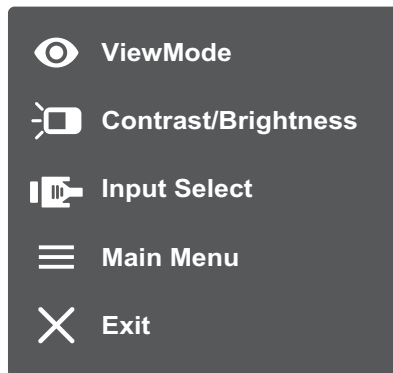 ViewMode
Contrast/Brightness
Input Select
Main Menu
Exit